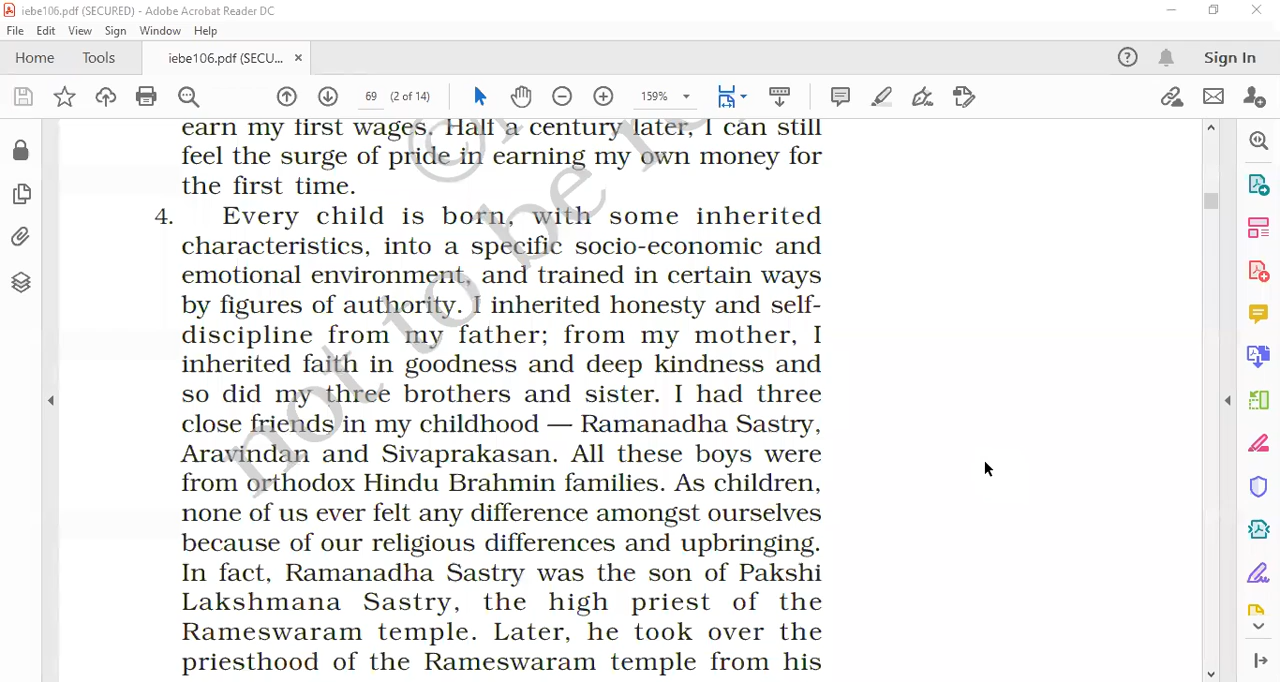 iebe106.pdf (SECURED) - Adobe Acrobat Reader DC
File Edit View Sign Window Help
Home Tools iebe106.pdf (SECU... × Sign In
69 (2 of 14) 159%
earn my first wages. Half a century later, I can still
feel the surge of pride in earning my own money for
the first time.
4. Every child is born, with some inherited
characteristics, into a specific socio-economic and
emotional environment, and trained in certain ways
by figures of authority. I inherited honesty and self-
discipline from my father; from my mother, I
inherited faith in goodness and deep kindness and
so did my three brothers and sister. I had three
close friends in my childhood — Ramanadha Sastry,
Aravindan and Sivaprakasan. All these boys were
from orthodox Hindu Brahmin families. As children,
none of us ever felt any difference amongst ourselves
because of our religious differences and upbringing.
In fact, Ramanadha Sastry was the son of Pakshi
Lakshmana Sastry, the high priest of the
Rameswaram temple. Later, he took over the
priesthood of the Rameswaram temple from his
©
not to be